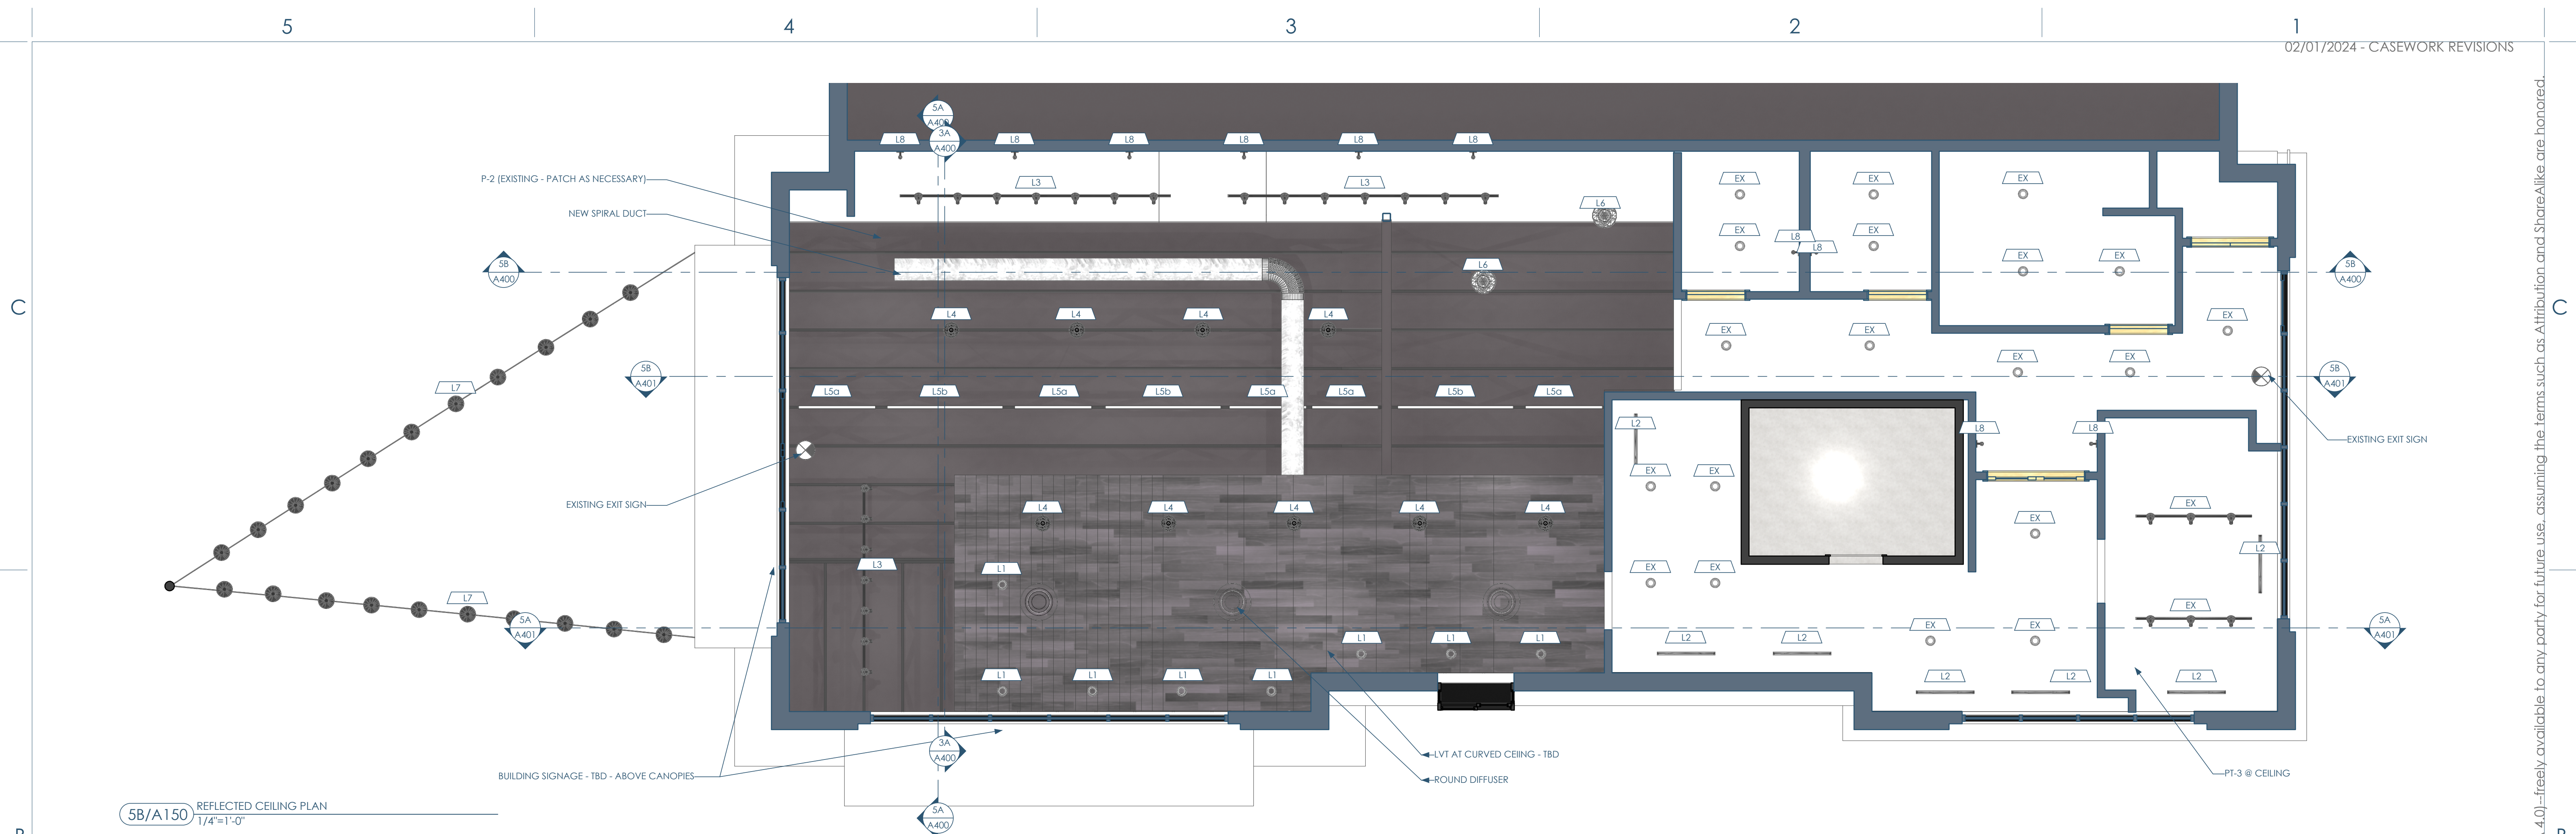 5 4 3 2 1
02/01/2024 - CASEWORK REVISIONS
5A
A400
3A
A400
L8 L8 L8 L8 L8 L8
P-2 (EXISTING - PATCH AS NECESSARY)
L3 L3
EX EX EX
NEW SPIRAL DUCT
L6
EX EX
L8 L8
EX EX
5B
A400
L6
5B
A400
C
C
L4 L4 L4 L4
EX EX
EX
EX EX
5B
A401
5B
A401
L7
L5a L5b L5a L5b L5a L5a L5b L5a
L2
L8 L8
EXISTING EXIT SIGN
EX EX
EXISTING EXIT SIGN
L4 L4 L4 L4 L4
EX
EX
L3
L1
EX EX
L2
L7
EX
5A
A401
L1 L1 L1
L2 L2
EX EX
5A
A401
L1 L1 L1 L1
L2 L2 L2
3A
A400
LVT AT CURVED CEIING - TBD
BUILDING SIGNAGE - TBD - ABOVE CANOPIES
ROUND DIFFUSER
PT-3 @ CEILING
5B/A150
REFLECTED CEILING PLAN
1/4"=1'-0"
5A
A400
4.0)--freely available to any party for future use, assuming the terms such as Attribution and ShareAlike are honored.